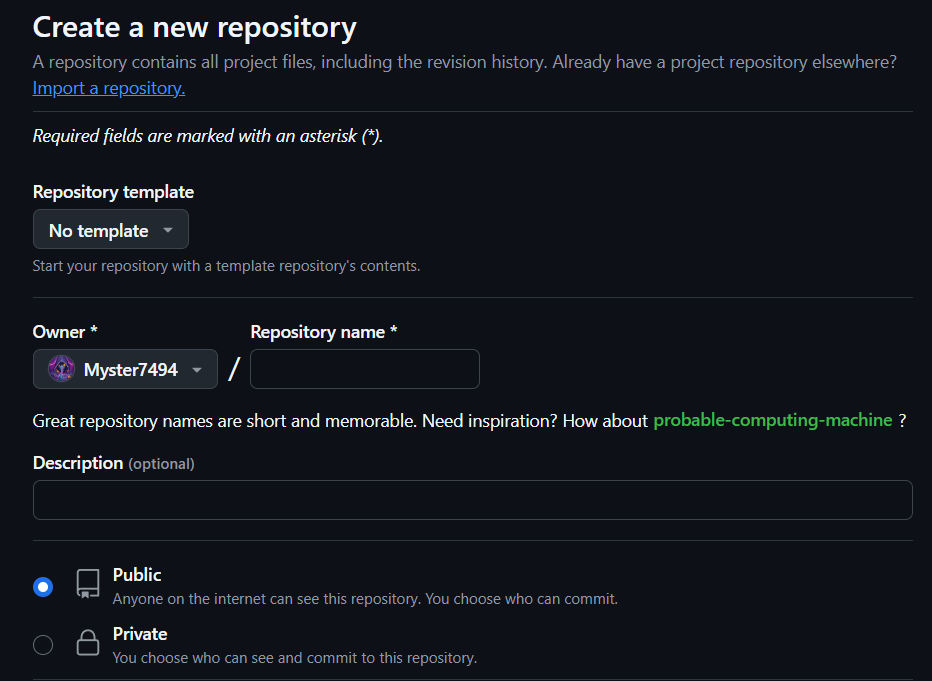 Create a new repository
A repository contains all project files, including the revision history. Already have a project repository elsewhere?
Import a repository.
Required fields are marked with an asterisk (*).
Repository template
No template
Start your repository with a template repository's contents.
Owner *
Repository name *
Myster7494
/
Great repository names are short and memorable. Need inspiration? How about probable-computing-machine ?
Description (optional)
Public
Anyone on the internet can see this repository. You choose who can commit.
Private
You choose who can see and commit to this repository.